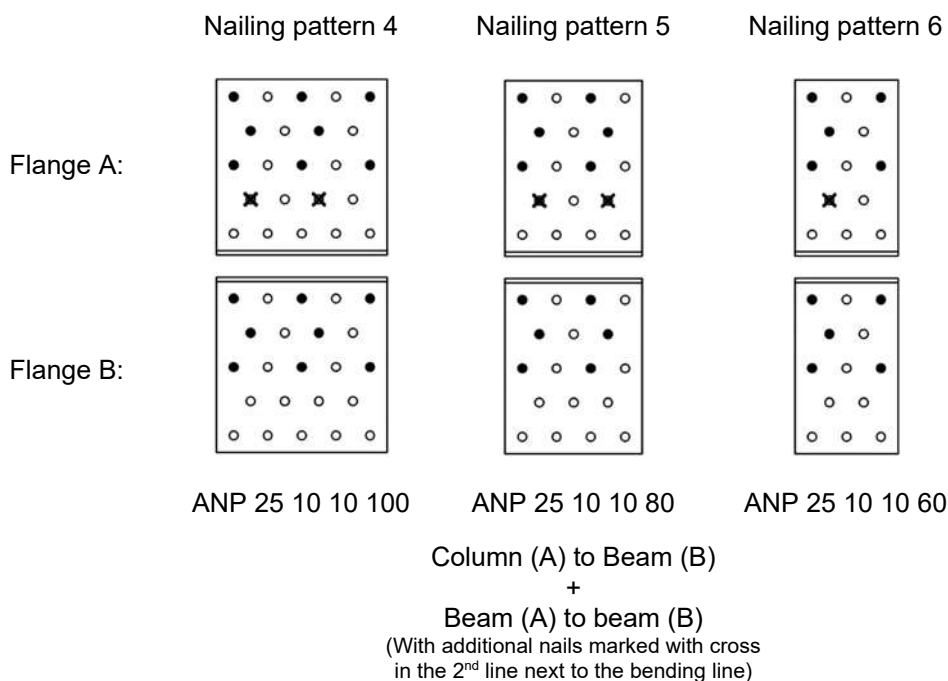 Nailing pattern 4 Nailing pattern 5 Nailing pattern 6
Flange A:
Flange B:
ANP 25 10 10 100 ANP 25 10 10 80 ANP 25 10 10 60
Column (A) to Beam (B)
+
Beam (A) to beam (B)
(With additional nails marked with cross
in the 2nd line next to the bending line)